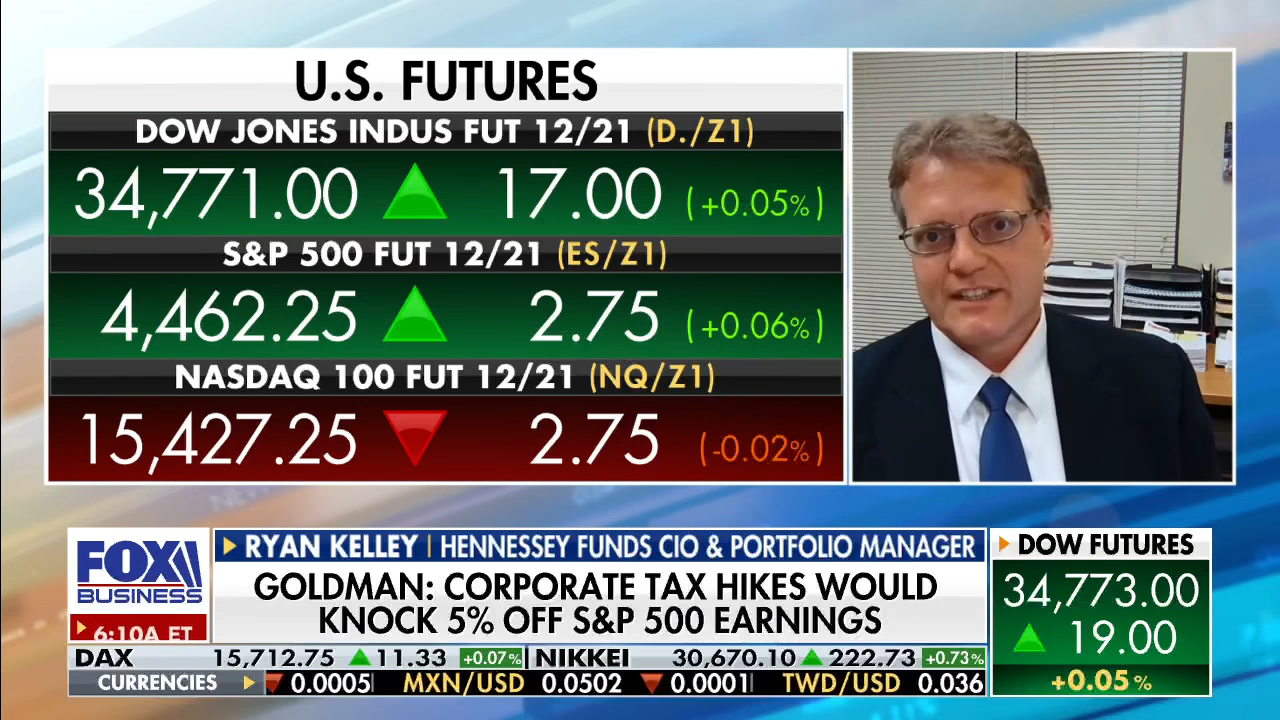 U.S. FUTURES
DOW JONES INDUS FUT 12/21 (D./Z1)
34,771.00 17.00 (+0.05%)
S&P 500 FUT 12/21 (ES/Z1)
4,462.25 2.75 (+0.06%)
NASDAQ 100 FUT 12/21 (NQ/Z1)
15,427.25 2.75 (-0.02%)
FOX
BUSINESS
6:10A ET
RYAN KELLEY | HENNESSEY FUNDS CIO & PORTFOLIO MANAGER
GOLDMAN: CORPORATE TAX HIKES WOULD
KNOCK 5% OFF S&P 500 EARNINGS
DOW FUTURES
34,773.00
19.00
+0.05%
DAX 15,712.75 11.33 +0.07% NIKKEI 30,670.10 222.73 +0.73%
CURRENCIES 0.0005 MXN/USD 0.0502 0.0001 TWD/USD 0.036